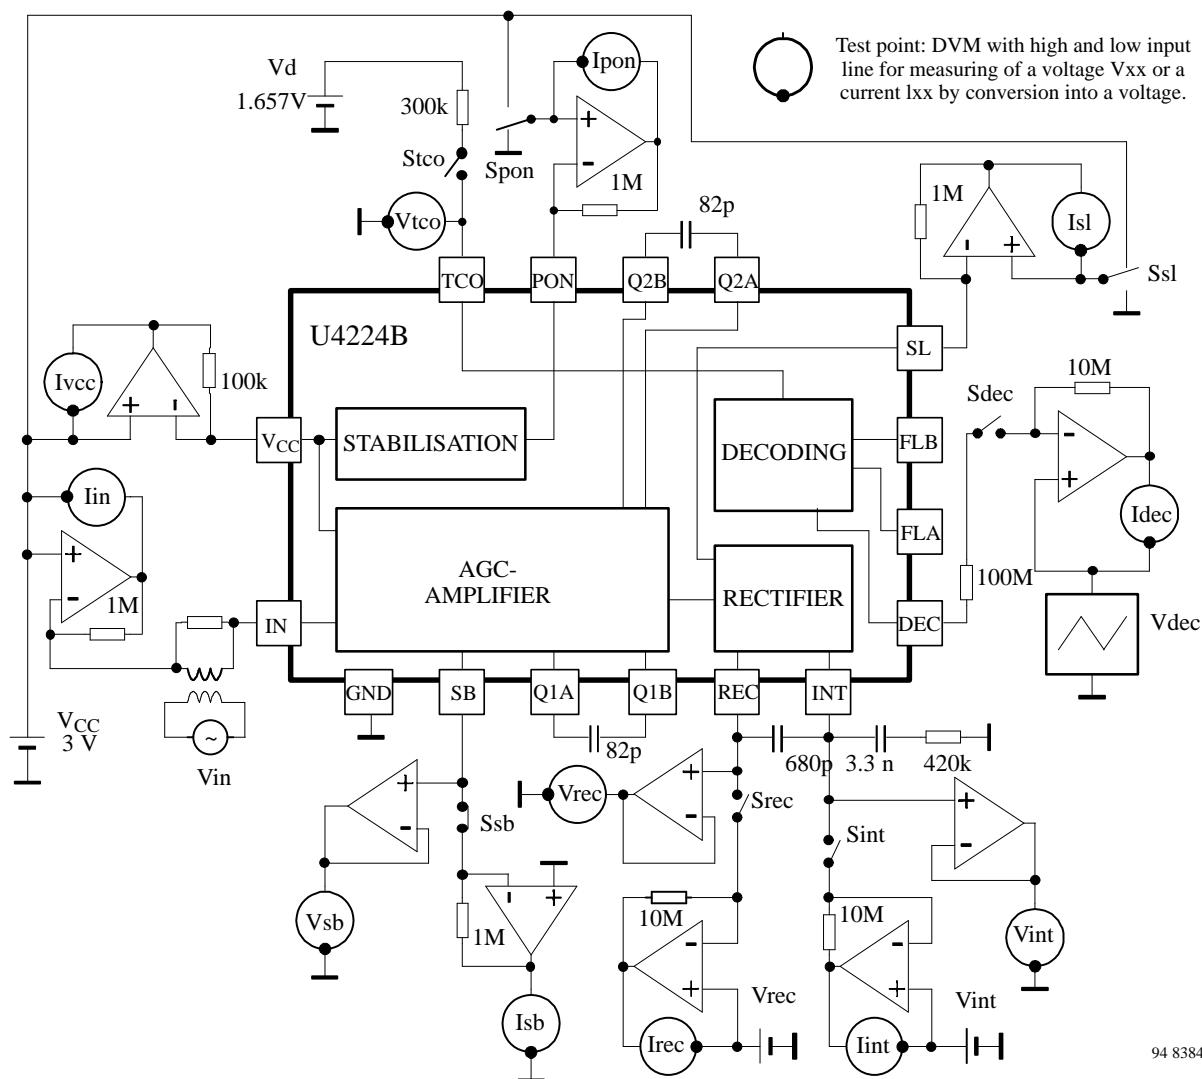 Test point: DVM with high and low input
line for measuring of a voltage Vxx or a
current lxx by conversion into a voltage.
Vd
1.657V
300k
Stco
Vtco
Spon
Ipon
+
-
1M
82p
1M
-
+
Isl
Ssl
TCO
PON
Q2B
Q2A
U4224B
SL
Ivcc
+
-
100k
VCC
STABILISATION
DECODING
FLB
FLA
Sdec
10M
-
+
Idec
100M
Vdec
Iin
+
-
1M
IN
AGC-
AMPLIFIER
RECTIFIER
DEC
GND
SB
Q1A
Q1B
REC
INT
VCC
3 V
~
Vin
82p
680p
3.3 n
420k
+
-
Ssb
Vrec
+
-
Srec
Sint
+
-
Vsb
1M
-
+
Isb
10M
-
+
Irec
Vrec
10M
-
+
Iint
Vint
Vint
94 8384